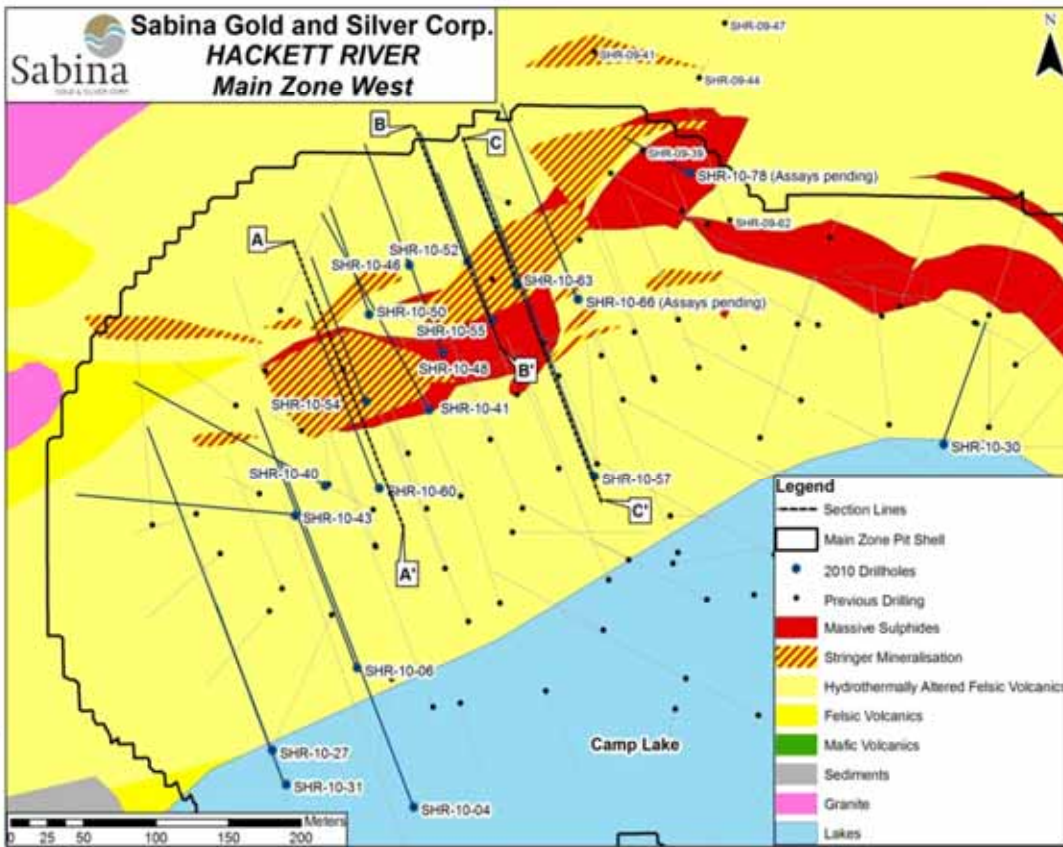 Sabina
GOLD & SILVER CORP.
Sabina Gold and Silver Corp.
HACKETT RIVER
Main Zone West
N
SHR-09-47
SHR-09-41
SHR-09-44
B
C
SHR-09-39
SHR-10-78 (Assays pending)
SHR-09-62
A
SHR-10-52
SHR-10-46
SHR-10-63
SHR-10-66 (Assays pending)
SHR-10-50
SHR-10-55
SHR-10-48
B'
SHR-10-54
SHR-10-41
SHR-10-30
SHR-10-40
SHR-10-60
SHR-10-57
C'
SHR-10-43
A'
SHR-10-06
Camp Lake
SHR-10-27
SHR-10-31
SHR-10-04
Legend
Section Lines
Main Zone Pit Shell
2010 Drillholes
Previous Drilling
Massive Sulphides
Stringer Mineralisation
Hydrothermally Altered Felsic Volcanics
Felsic Volcanics
Mafic Volcanics
Sediments
Granite
Lakes
Meters
0 25 50 100 150 200